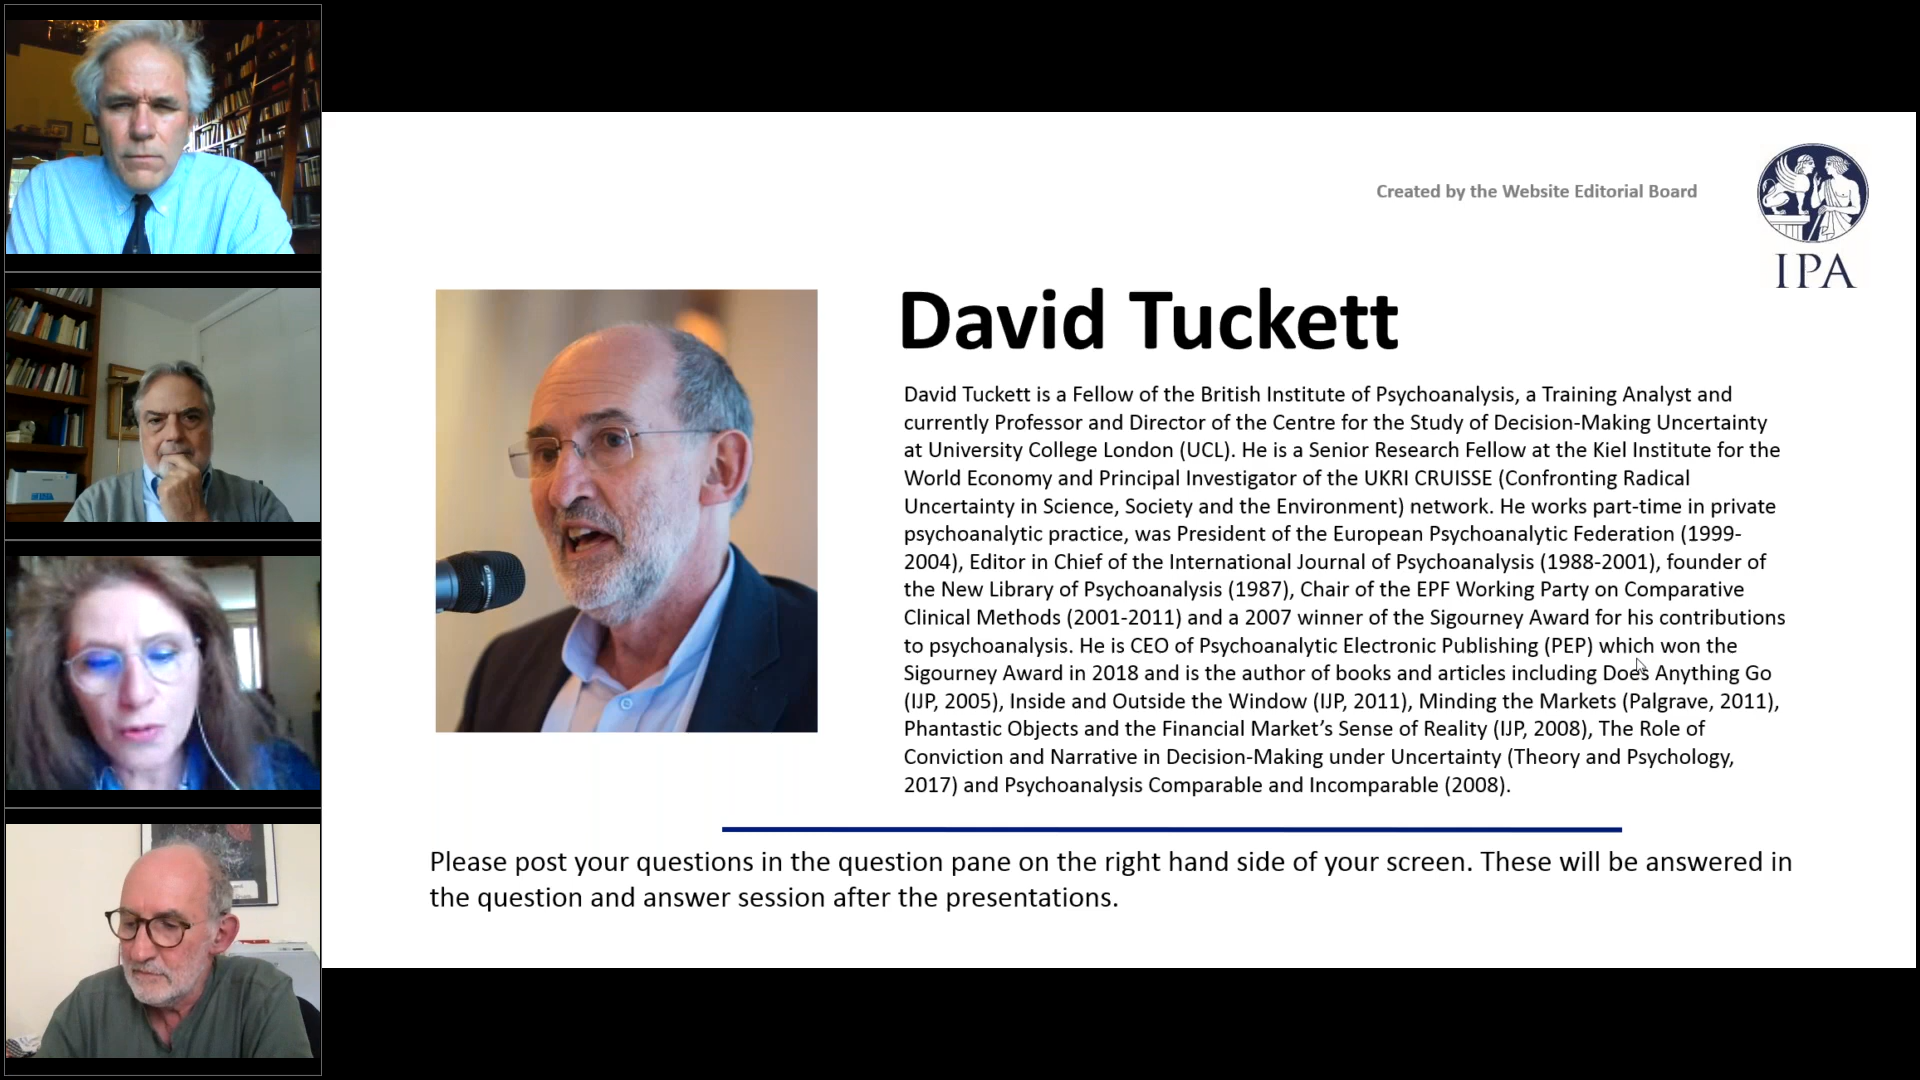 Created by the Website Editorial Board
IPA
David Tuckett
David Tuckett is a Fellow of the British Institute of Psychoanalysis, a Training Analyst and
currently Professor and Director of the Centre for the Study of Decision-Making Uncertainty
at University College London (UCL). He is a Senior Research Fellow at the Kiel Institute for the
World Economy and Principal Investigator of the UKRI CRUISSE (Confronting Radical
Uncertainty in Science, Society and the Environment) network. He works part-time in private
psychoanalytic practice, was President of the European Psychoanalytic Federation (1999-
2004), Editor in Chief of the International Journal of Psychoanalysis (1988-2001), founder of
the New Library of Psychoanalysis (1987), Chair of the EPF Working Party on Comparative
Clinical Methods (2001-2011) and a 2007 winner of the Sigourney Award for his contributions
to psychoanalysis. He is CEO of Psychoanalytic Electronic Publishing (PEP) which won the
Sigourney Award in 2018 and is the author of books and articles including Does Anything Go
(IJP, 2005), Inside and Outside the Window (IJP, 2011), Minding the Markets (Palgrave, 2011),
Phantastic Objects and the Financial Market’s Sense of Reality (IJP, 2008), The Role of
Conviction and Narrative in Decision-Making under Uncertainty (Theory and Psychology,
2017) and Psychoanalysis Comparable and Incomparable (2008).
Please post your questions in the question pane on the right hand side of your screen. These will be answered in
the question and answer session after the presentations.